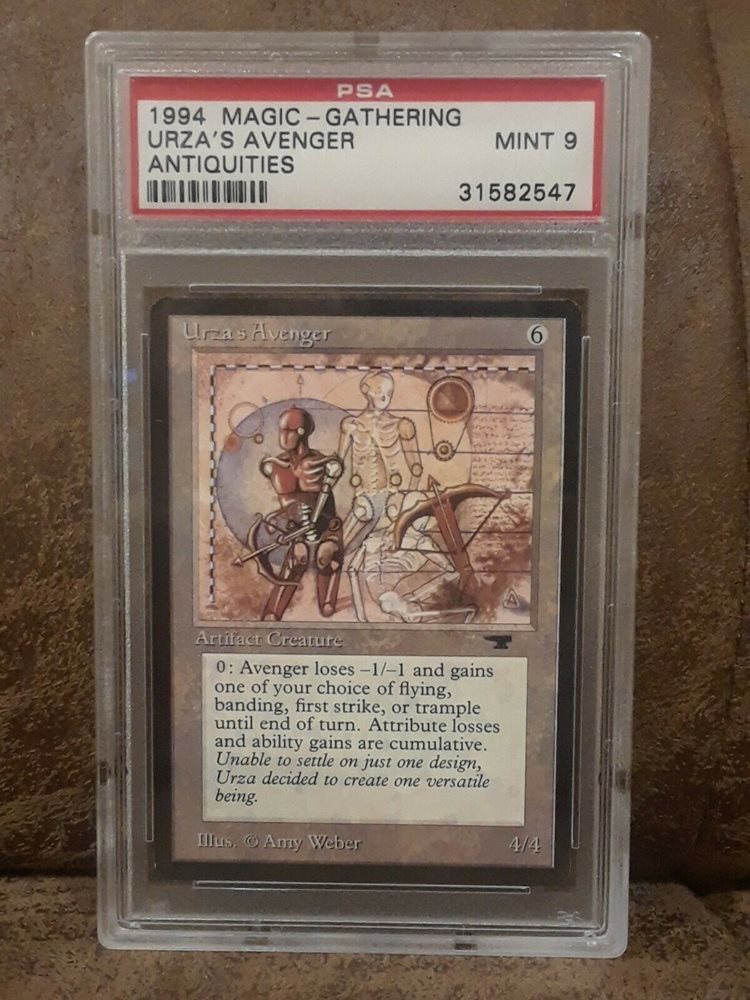 PSA
1994 MAGIC-GATHERING
URZA'S AVENGER MINT 9
ANTIQUITIES
31582547
Urza's Avenger 6
Artifact Creature
0: Avenger loses -1/-1 and gains
one of your choice of flying,
banding, first strike, or trample
until end of turn. Attribute losses
and ability gains are cumulative.
Unable to settle on just one design,
Urza decided to create one versatile
being.
Illus. © Amy Weber 4/4